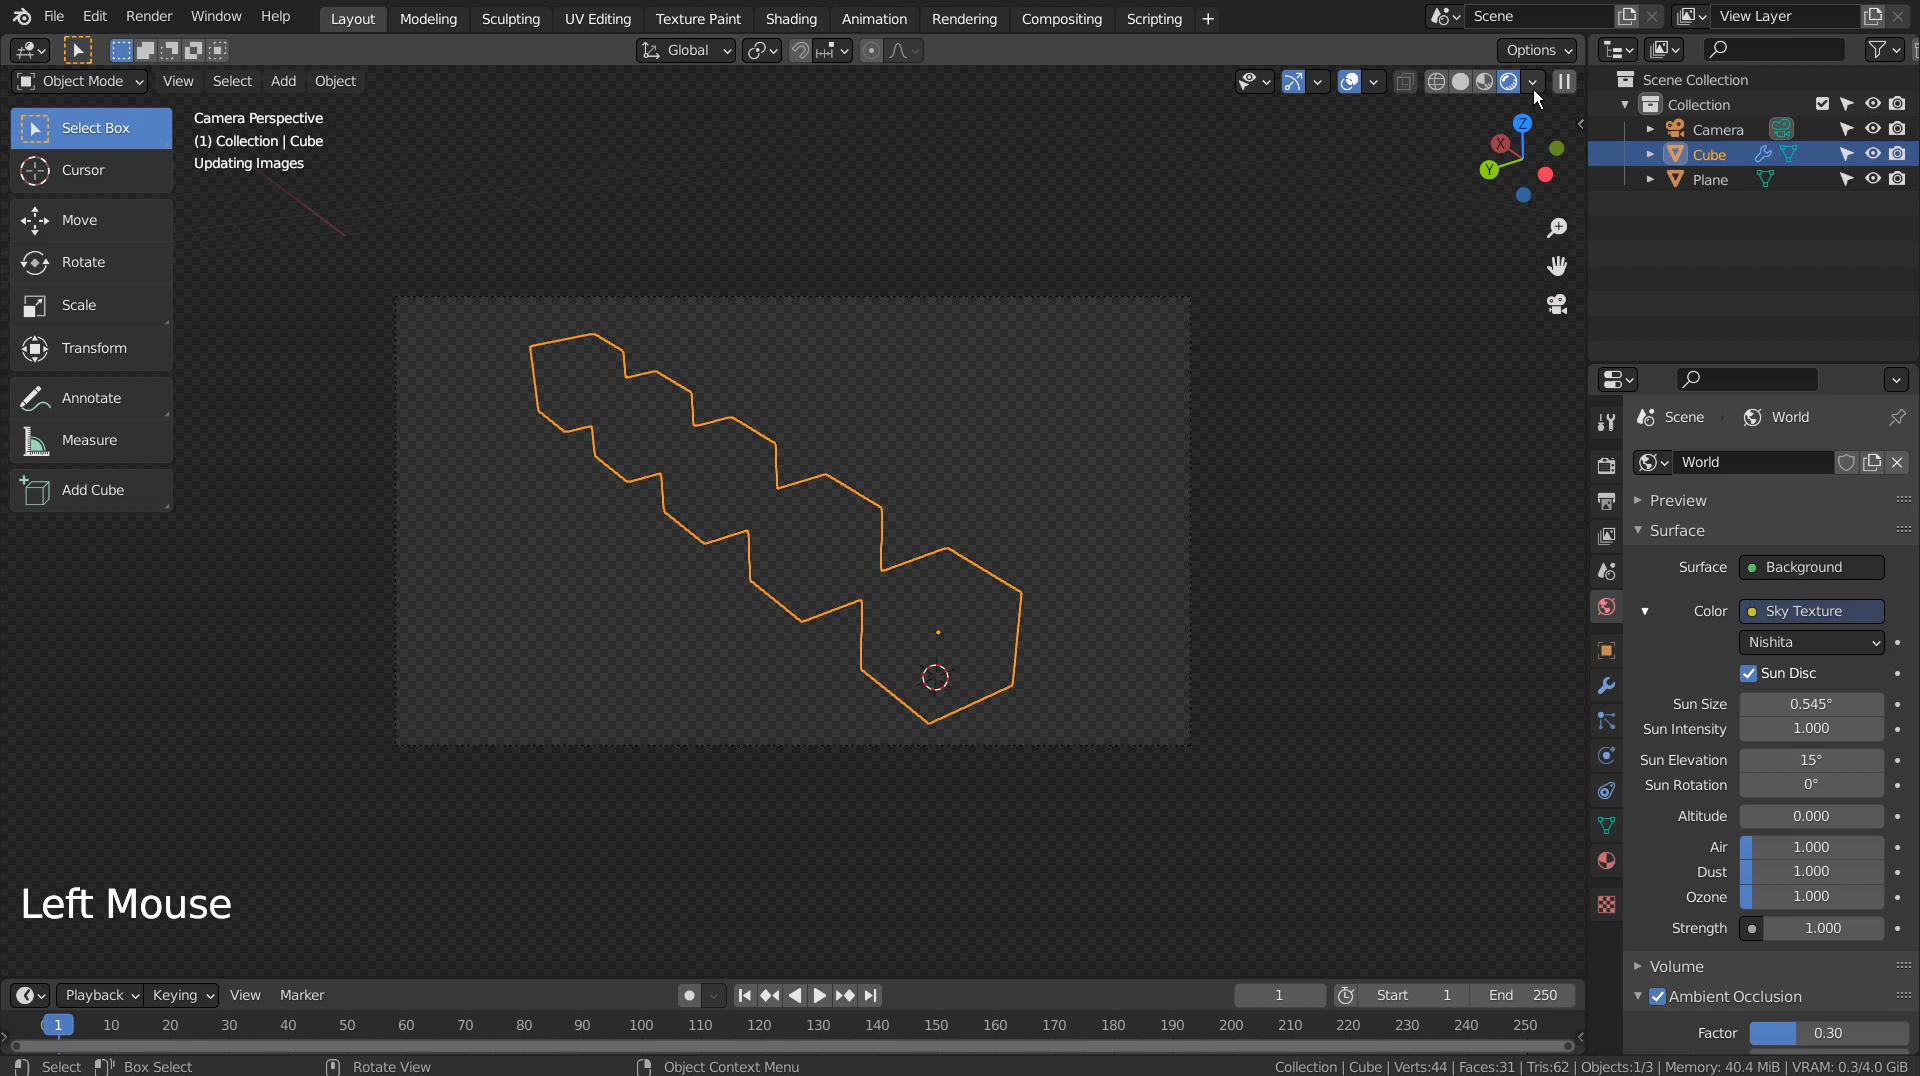 File Edit Render Window Help Layout Modeling Sculpting UV Editing Texture Paint Shading Animation Rendering Compositing Scripting + Scene View Layer
Global Options
Object Mode View Select Add Object
Select Box
Cursor
Move
Rotate
Scale
Transform
Annotate
Measure
Add Cube
Camera Perspective
(1) Collection | Cube
Updating Images
Z
X
Y
Left Mouse
Scene Collection
Collection
Camera
Cube
Plane
Scene World
World
Preview
Surface
Surface Background
Color Sky Texture
Nishita
Sun Disc
Sun Size 0.545°
Sun Intensity 1.000
Sun Elevation 15°
Sun Rotation 0°
Altitude 0.000
Air 1.000
Dust 1.000
Ozone 1.000
Strength 1.000
Volume
Ambient Occlusion
Factor 0.30
Playback Keying View Marker 1 Start 1 End 250
1 10 20 30 40 50 60 70 80 90 100 110 120 130 140 150 160 170 180 190 200 210 220 230 240 250
Select Box Select Rotate View Object Context Menu Collection | Cube | Verts:44 | Faces:31 | Tris:62 | Objects:1/3 | Memory: 40.4 MiB | VRAM: 0.3/4.0 GiB